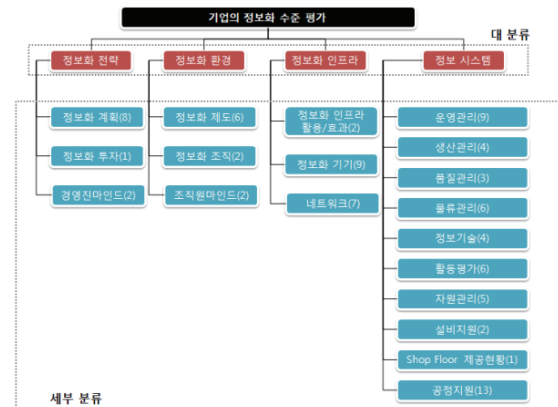 기업의 정보화 수준 평가
대 분류
정보화 전략
정보화 환경
정보화 인프라
정보 시스템
정보화 계획(8)
정보화 투자(1)
경영진마인드(2)
정보화 제도(6)
정보화 조직(2)
조직원마인드(2)
정보화 인프라
활용/효과(2)
정보화 기기(9)
네트워크(7)
운영관리(9)
생산관리(4)
품질관리(3)
물류관리(6)
정보기술(4)
활동평가(6)
자원관리(5)
설비지원(2)
Shop Floor 제공현황(1)
공정지원(13)
세부 분류